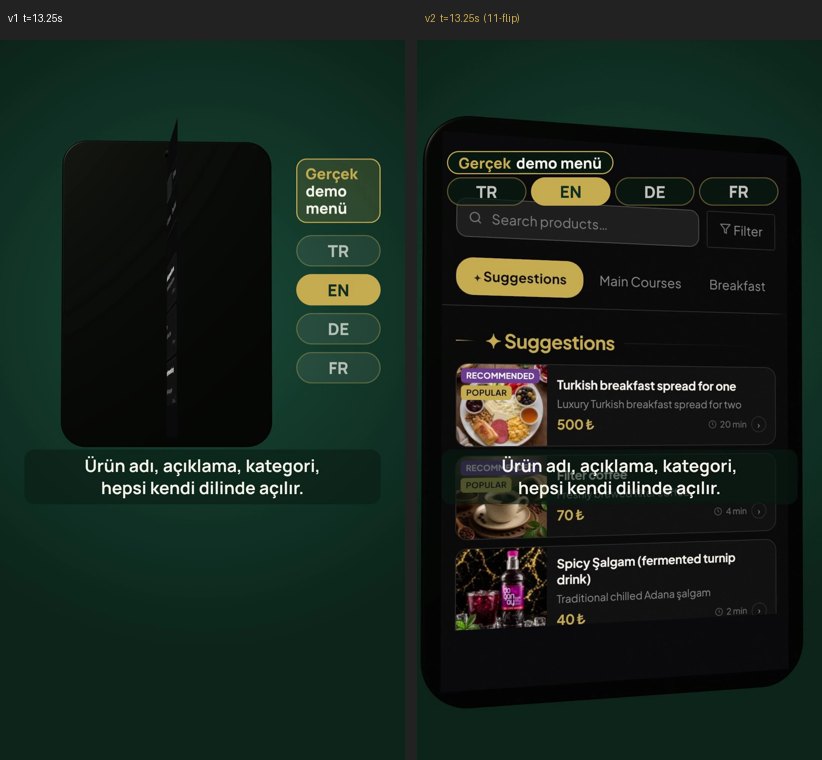 v1 t=13.25s
Gerçek
demo
menü
TR
EN
DE
FR
Ürün adı, açıklama, kategori,
hepsi kendi dilinde açılır.
v2 t=13.25s (11-flip)
Gerçek demo menü
TR EN DE FR
Search products...
Filter
Suggestions Main Courses Breakfast
Suggestions
RECOMMENDED
POPULAR
Turkish breakfast spread for one
Luxury Turkish breakfast spread for two
500 ₺
20 min
Ürün adı, açıklama, kategori,
hepsi kendi dilinde açılır.
Filter coffee
POPULAR
70 ₺
4 min
Spicy Şalgam (fermented turnip
drink)
Traditional chilled Adana şalgam
40 ₺
2 min